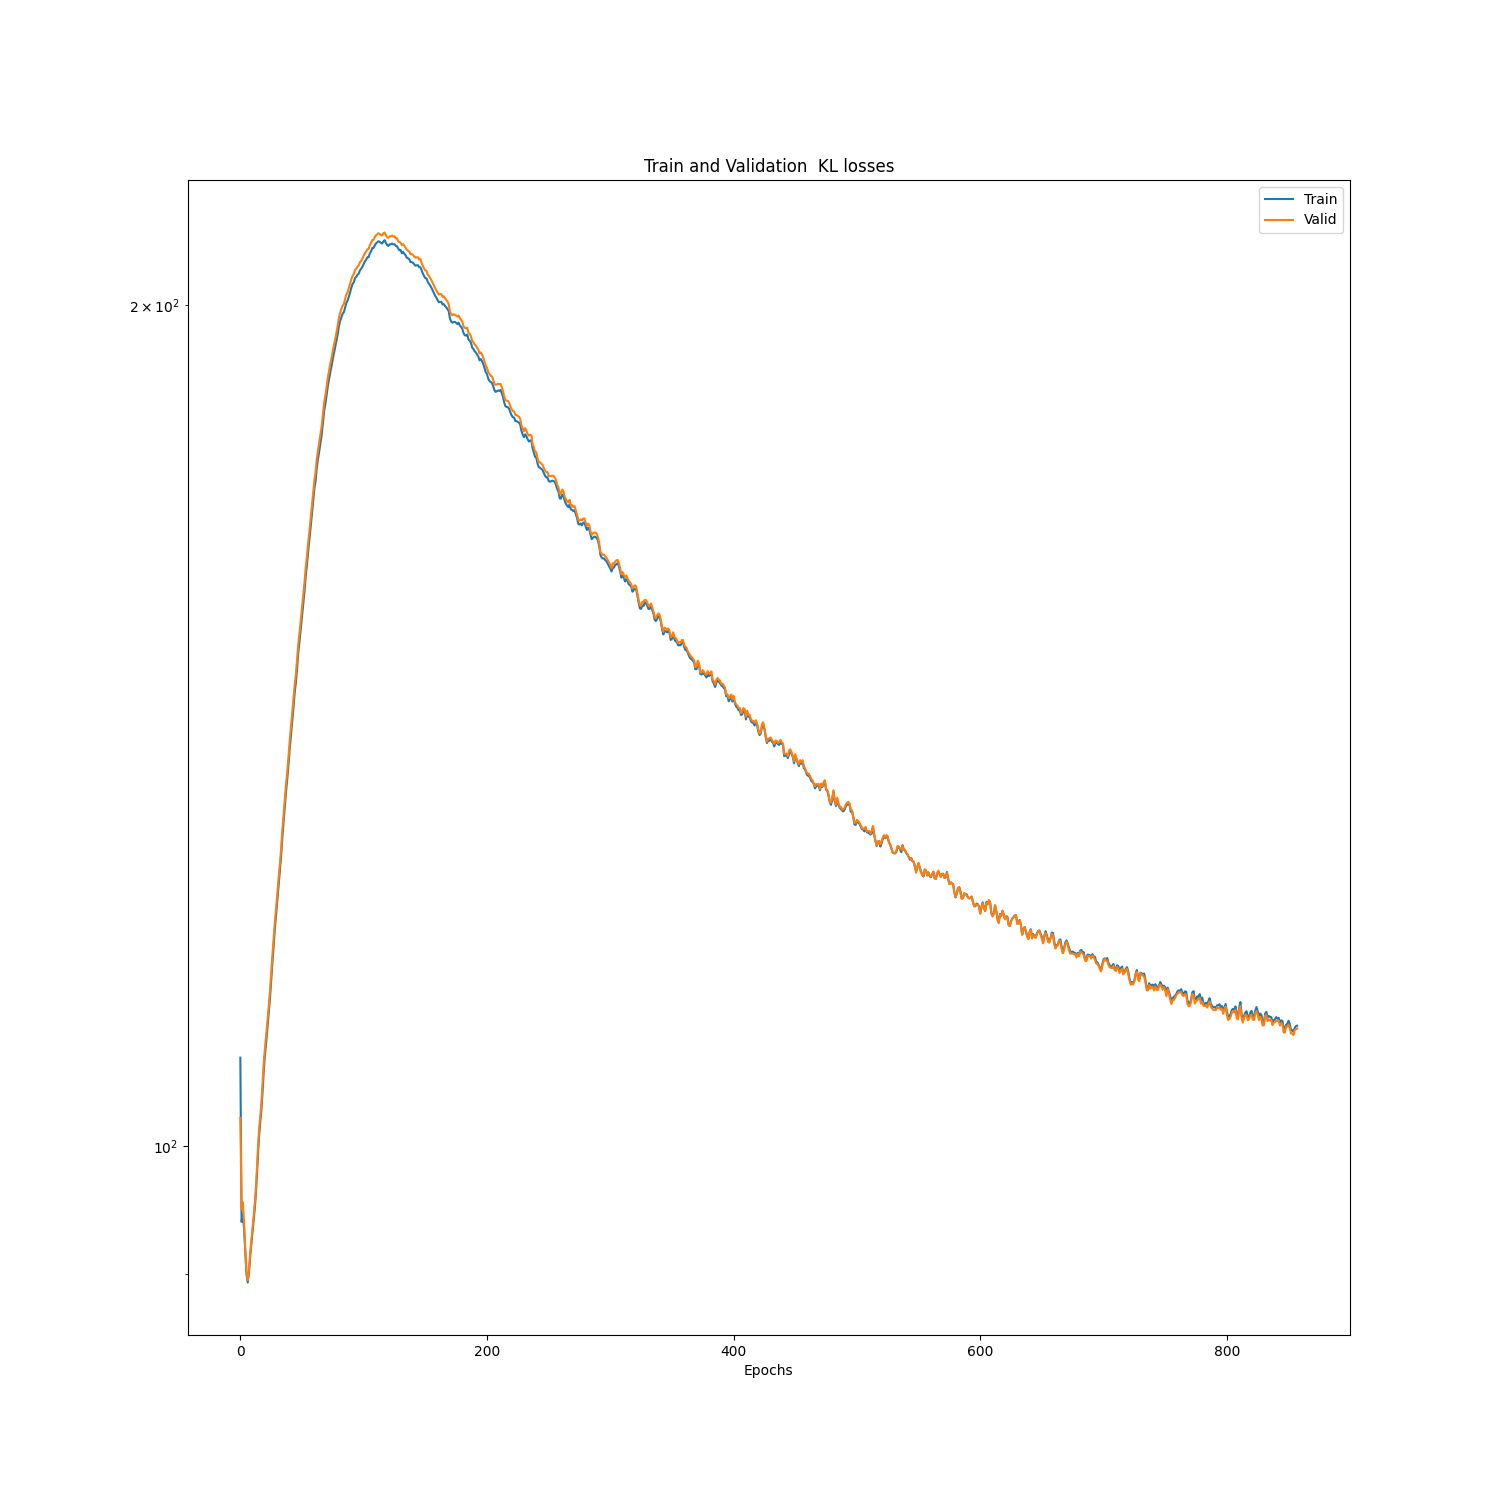 Train and Validation  KL losses
Train
Valid
2 × 10²
10²
0 200 400 600 800
Epochs